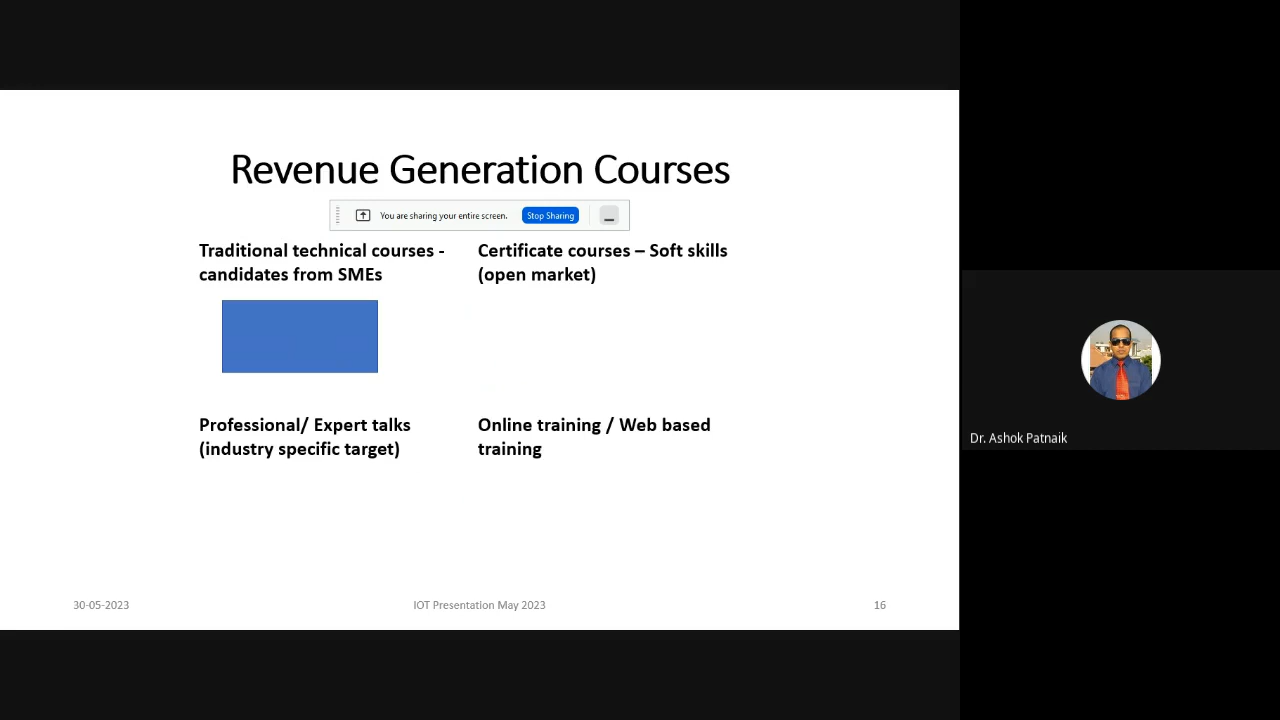 Revenue Generation Courses
You are sharing your entire screen.
Stop Sharing
Traditional technical courses -
candidates from SMEs
Certificate courses – Soft skills
(open market)
Professional/ Expert talks
(industry specific target)
Online training / Web based
training
Dr. Ashok Patnaik
30-05-2023
IOT Presentation May 2023
16